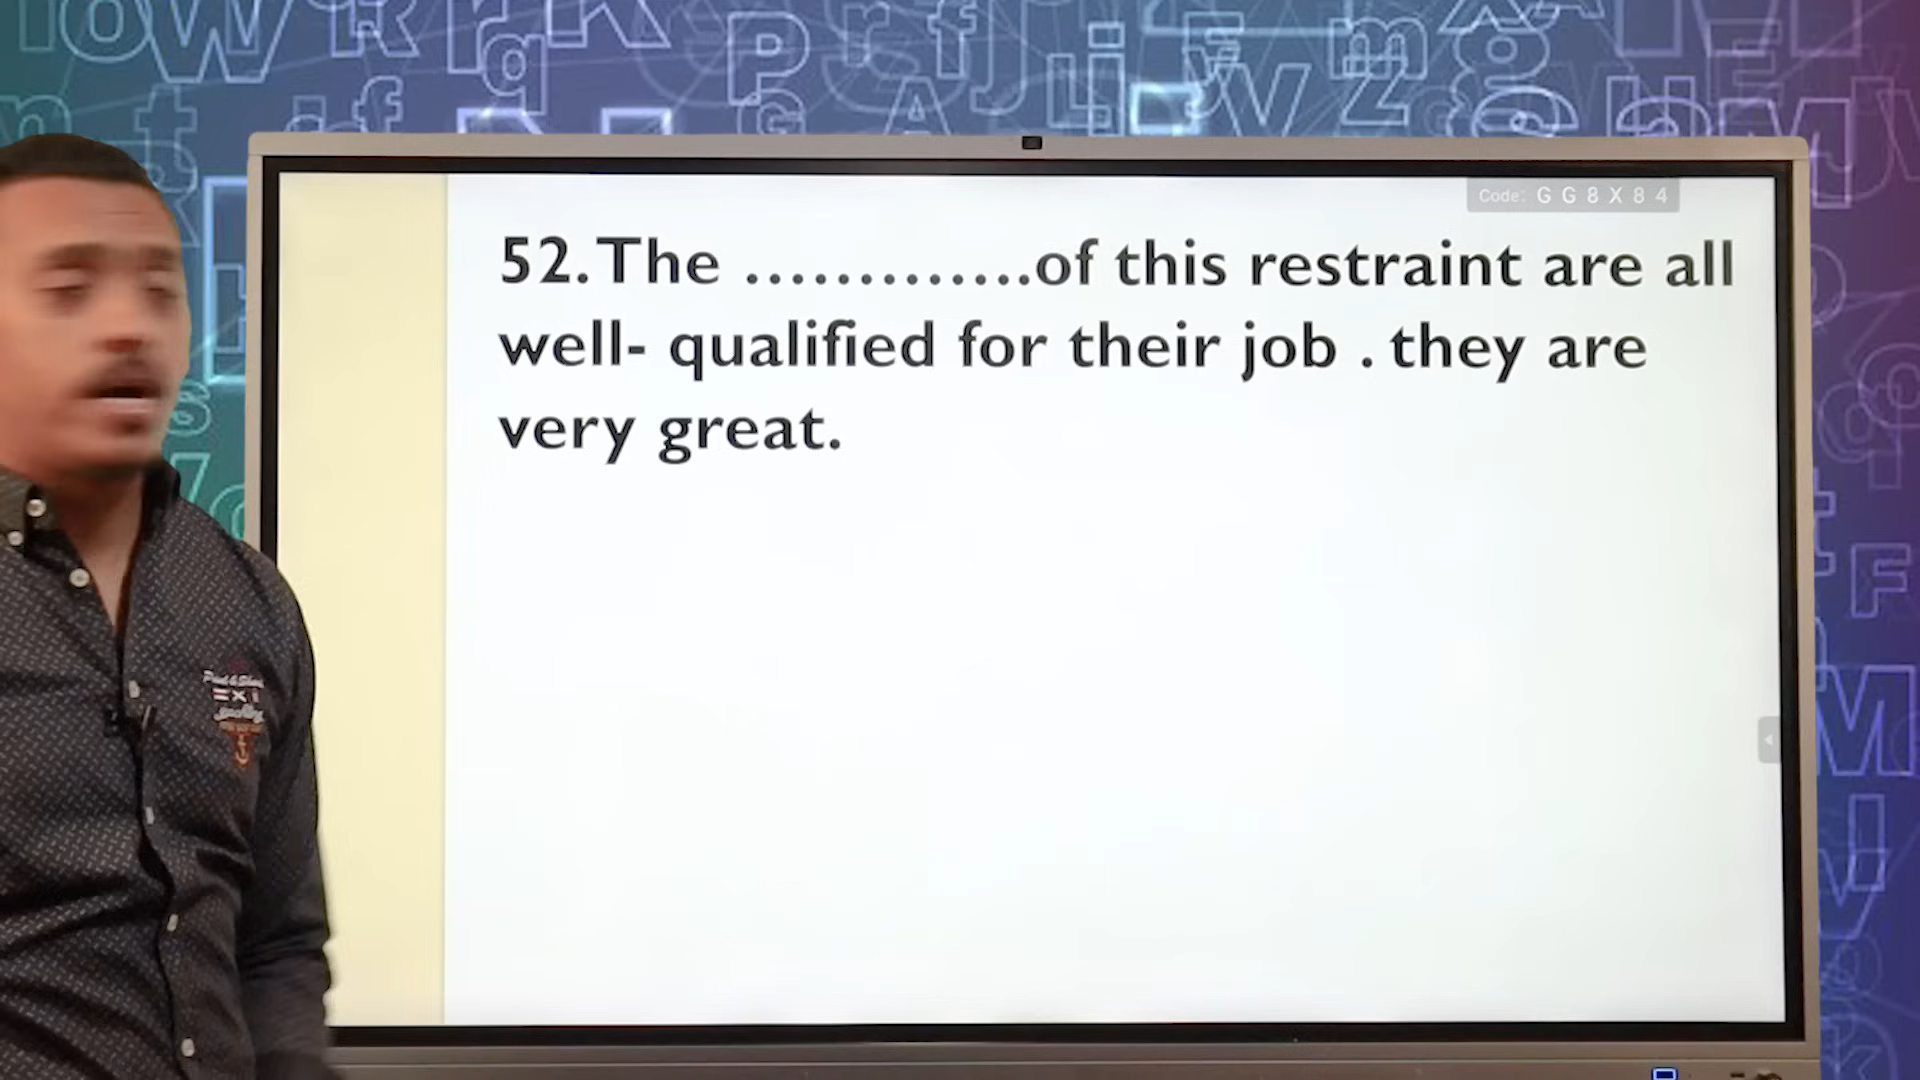 Code: G G 8 X 8 4
52. The .............of this restraint are all
well- qualified for their job . they are
very great.